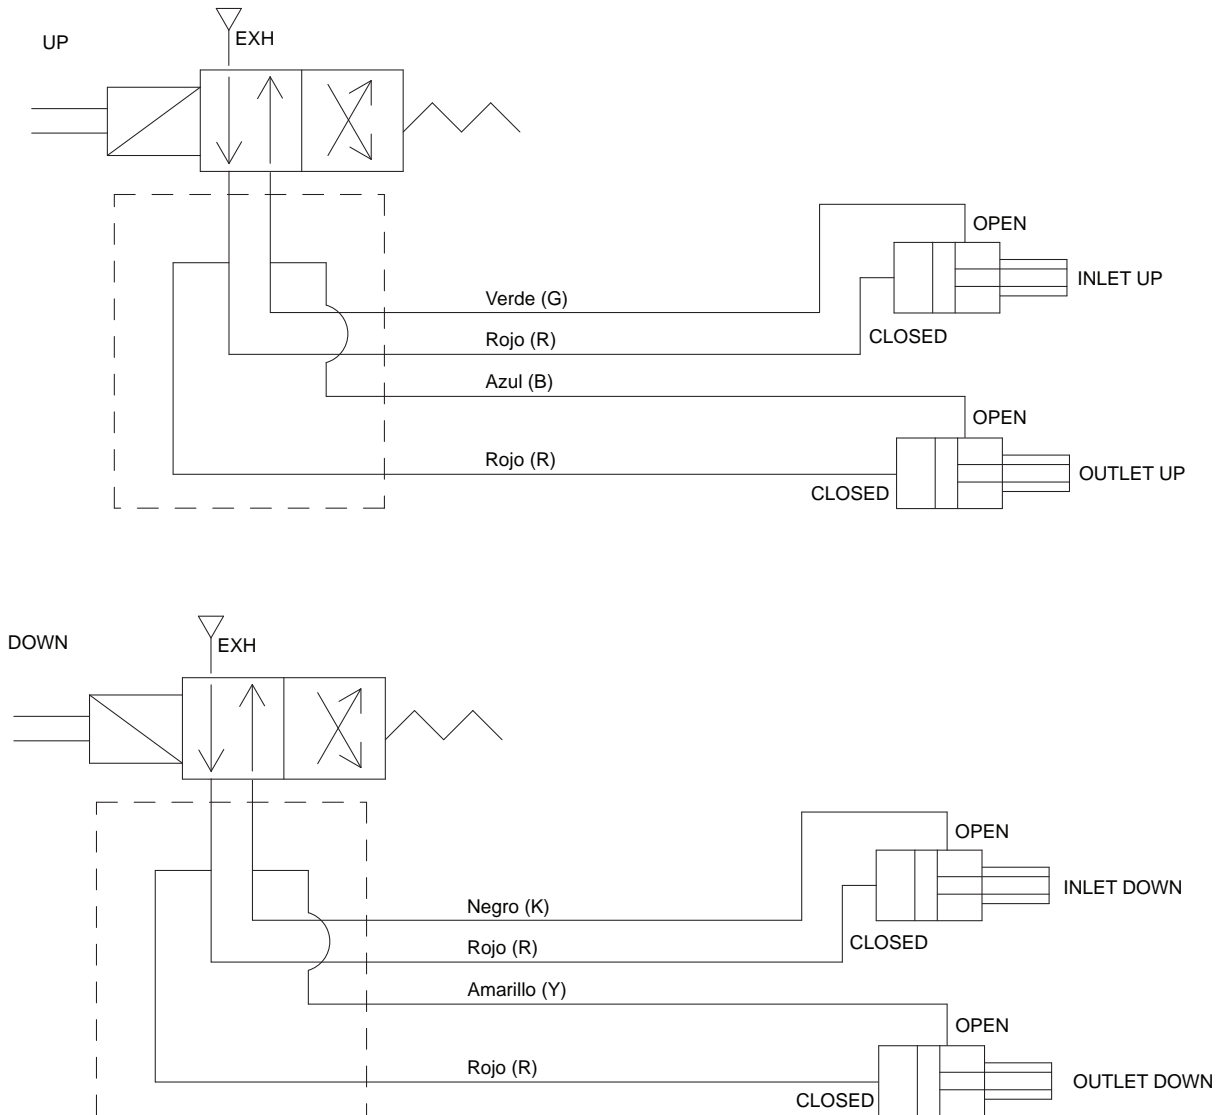 UP
EXH
OPEN
INLET UP
Verde (G)
CLOSED
Rojo (R)
Azul (B)
OPEN
Rojo (R)
OUTLET UP
CLOSED
DOWN
EXH
OPEN
INLET DOWN
Negro (K)
CLOSED
Rojo (R)
Amarillo (Y)
OPEN
Rojo (R)
OUTLET DOWN
CLOSED